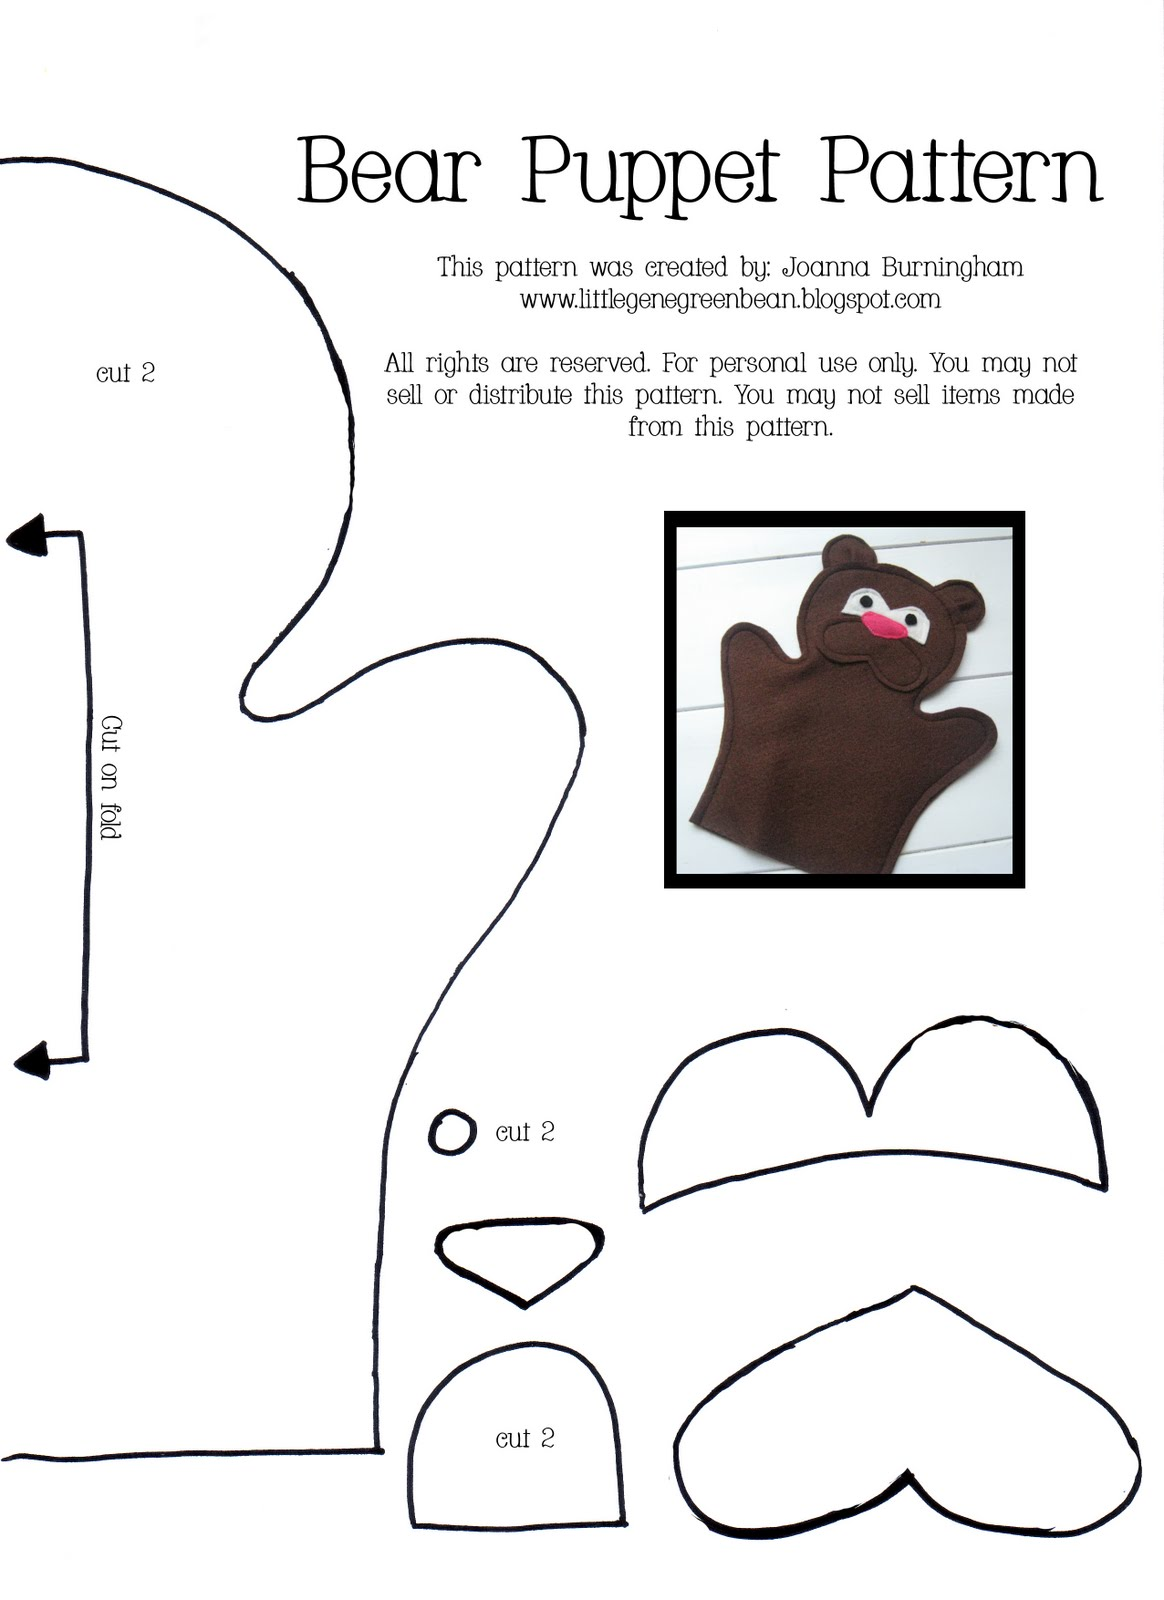 Bear Puppet Pattern
This pattern was created by: Joanna Burningham
www.littlegenegreenbean.blogspot.com
All rights are reserved. For personal use only. You may not
sell or distribute this pattern. You may not sell items made
from this pattern.
cut 2
Cut on fold
cut 2
cut 2